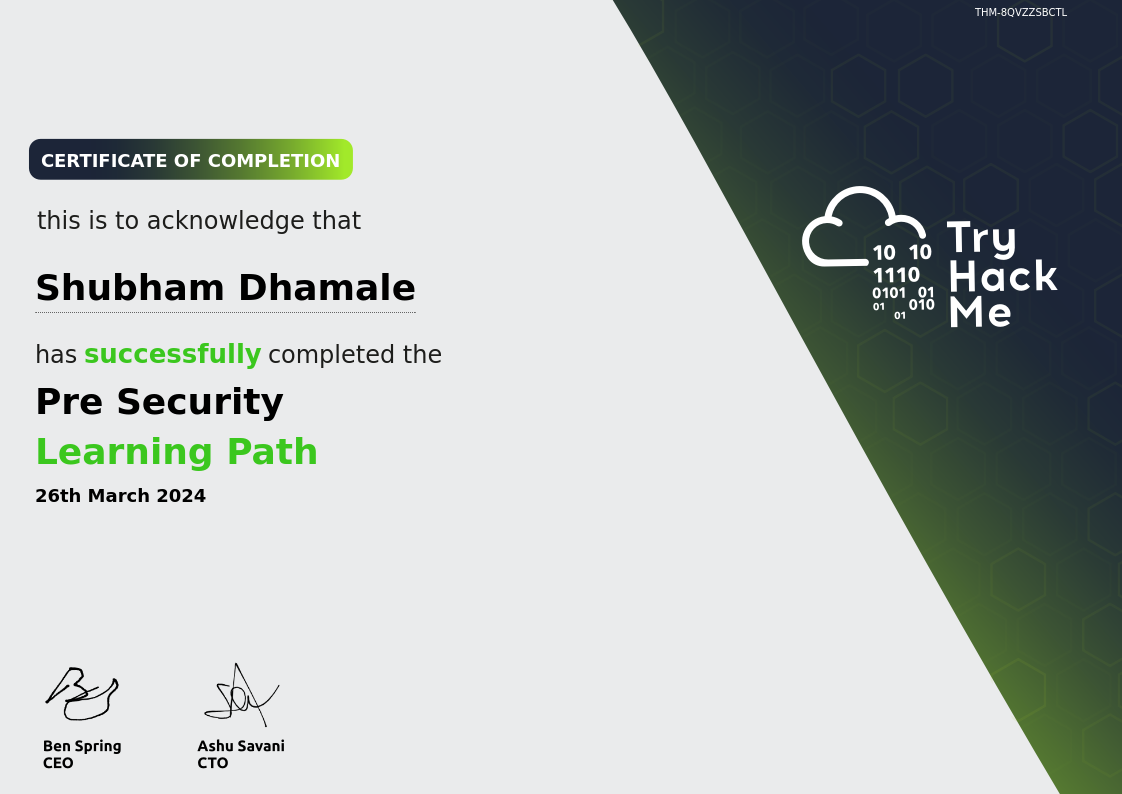 THM-8QVZZSBCTL
CERTIFICATE OF COMPLETION
this is to acknowledge that
Shubham Dhamale
has successfully completed the
Pre Security
Learning Path
26th March 2024
10 10
1110
0101 01
01 010
01
Try
Hack
Me
Ben Spring
CEO
Ashu Savani
CTO